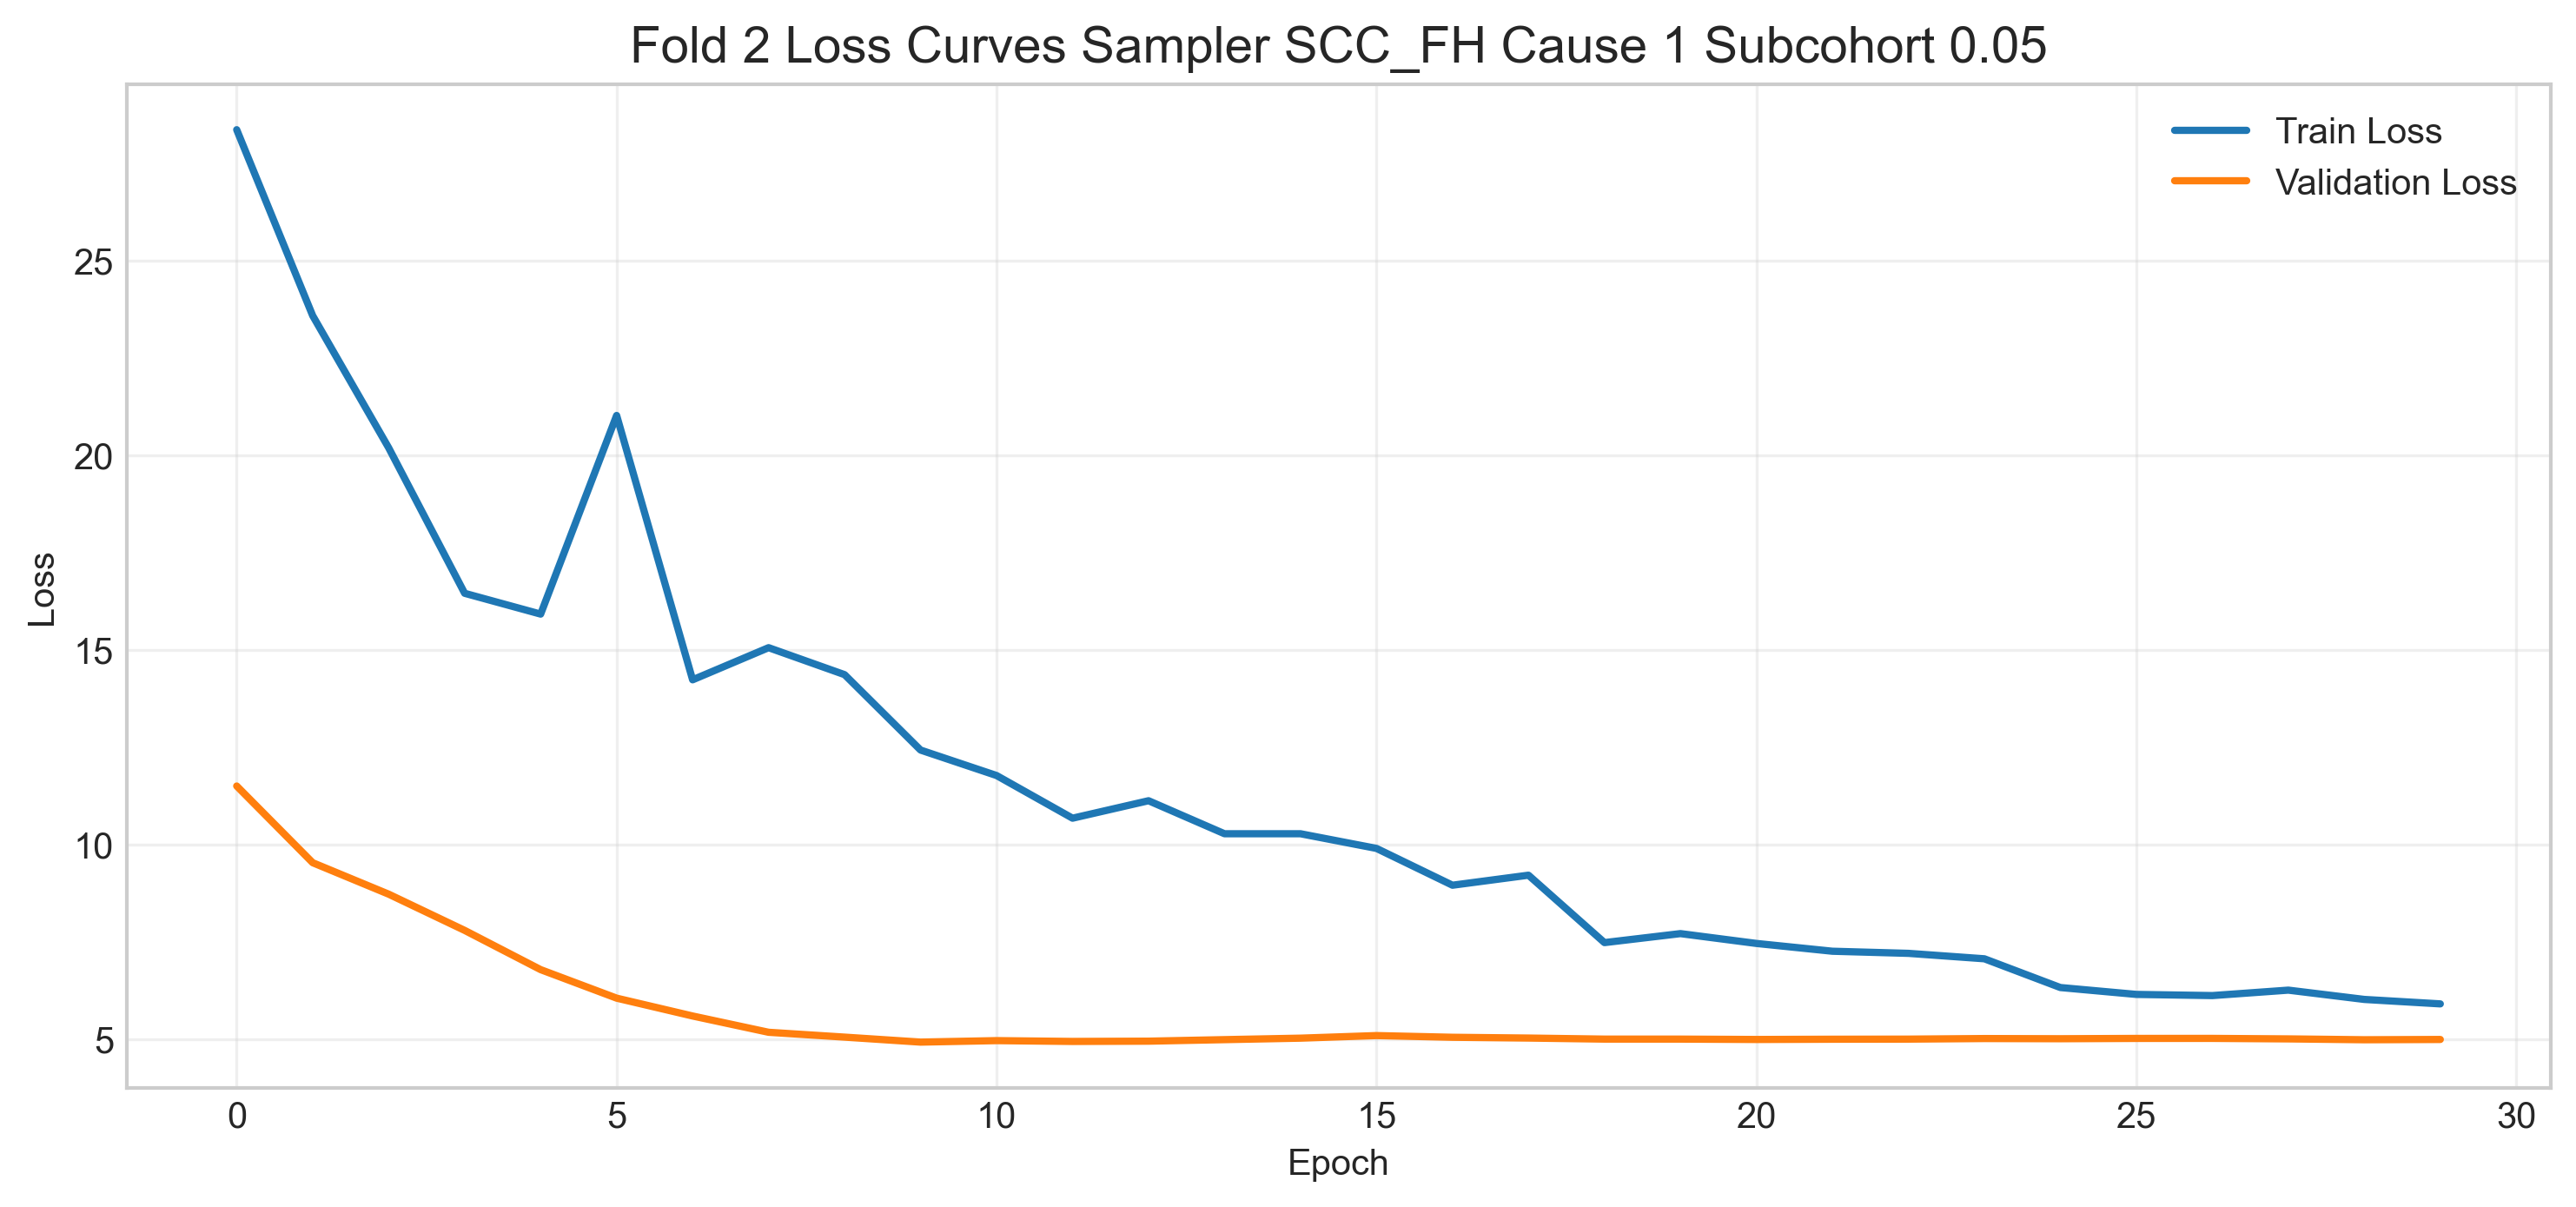 Fold 2 Loss Curves Sampler SCC_FH Cause 1 Subcohort 0.05
Train Loss
Validation Loss
Loss
25
20
15
10
5
0 5 10 15 20 25 30
Epoch